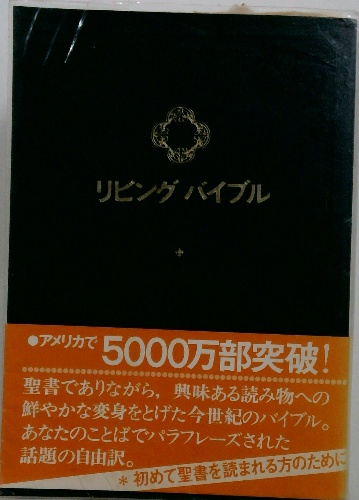 リビング バイブル
●アメリカで5000万部突破!
聖書でありながら，興味ある読み物への
鮮やかな変身をとげた今世紀のバイブル。
あなたのことばでパラフレーズされた
話題の自由訳。
＊初めて聖書を読まれる方のために